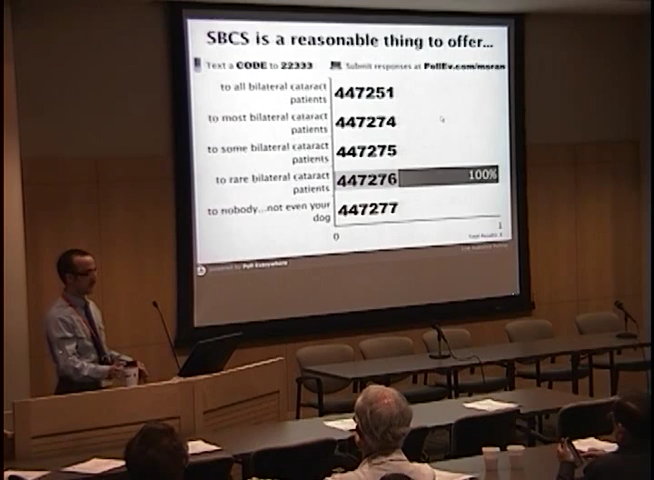 SBCS is a reasonable thing to offer...
Text a CODE to 22333
Submit responses at PollEv.com/moran
to all bilateral cataract
patients
447251
to most bilateral cataract
patients
447274
to some bilateral cataract
patients
447275
to rare bilateral cataract
patients
447276
100%
to nobody...not even your
dog
447277
0
1
Total Results:
powered by Poll Everywhere